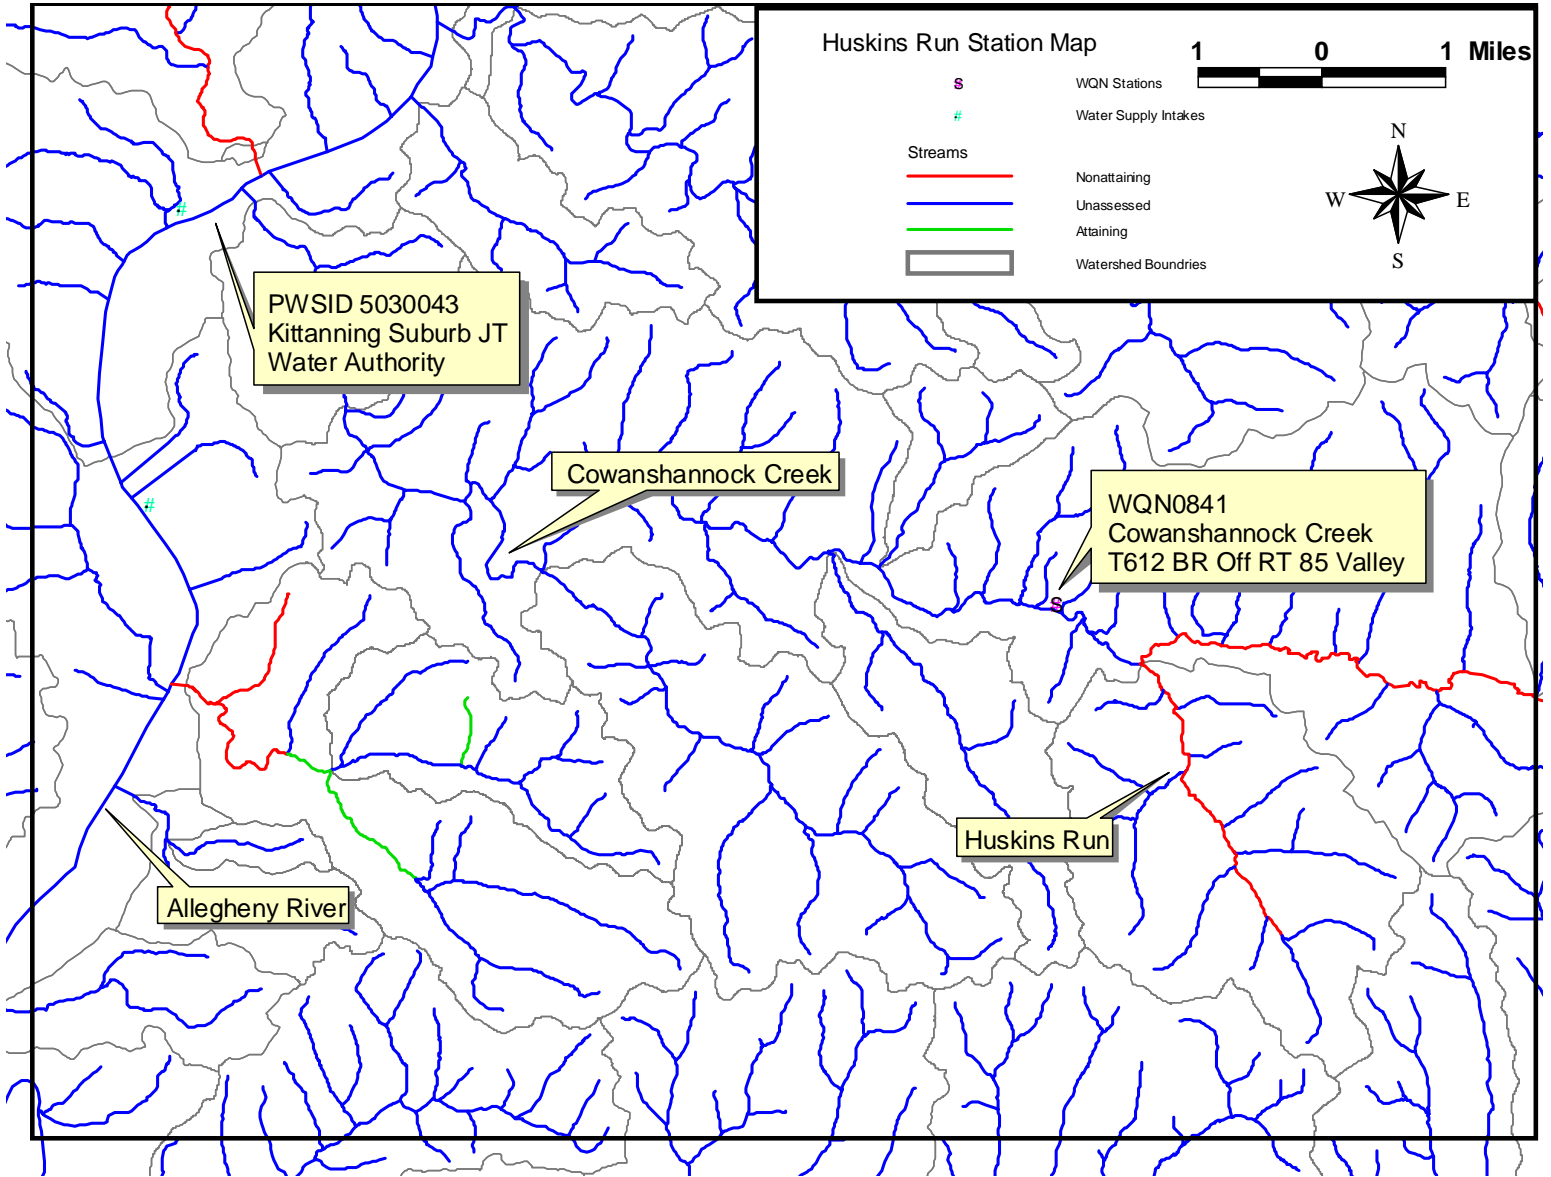 Huskins Run Station Map
1 0 1 Miles
S WQN Stations
# Water Supply Intakes
Streams
Nonattaining
Unassessed
Attaining
Watershed Boundries
N
W E
S
#
PWSID 5030043
Kittanning Suburb JT
Water Authority
Cowanshannock Creek
#
WQN0841
Cowanshannock Creek
T612 BR Off RT 85 Valley
S
Huskins Run
Allegheny River